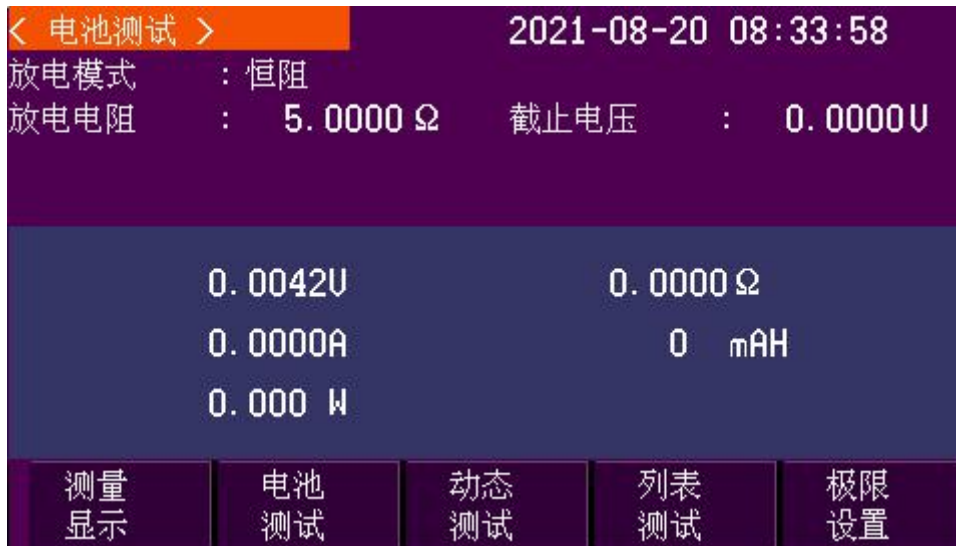 < 电池测试 > 2021-08-20 08:33:58
放电模式 : 恒阻
放电电阻 : 5.0000Ω 截止电压 : 0.0000V
0.0042V 0.0000Ω
0.0000A 0 mAH
0.000 W
测量 电池 动态 列表 极限
显示 测试 测试 测试 设置